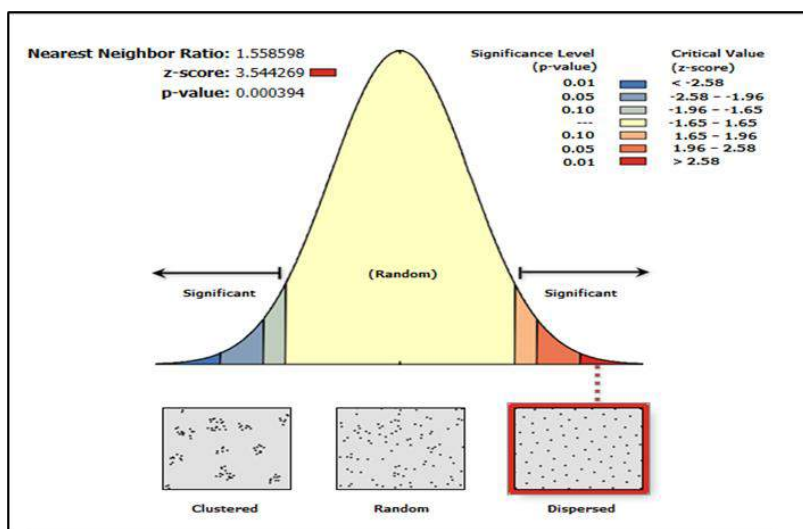 Nearest Neighbor Ratio: 1.558598
z-score: 3.544269
p-value: 0.000394
Significance Level
(p-value)
Critical Value
(z-score)
0.01 < -2.58
0.05 -2.58 – -1.96
0.10 -1.96 – -1.65
--- -1.65 – 1.65
0.10 1.65 – 1.96
0.05 1.96 – 2.58
0.01 > 2.58
Significant
(Random)
Significant
Clustered
Random
Dispersed